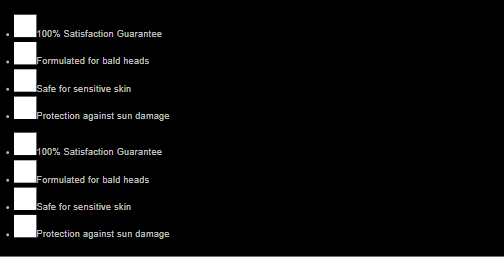 100% Satisfaction Guarantee
Formulated for bald heads
Safe for sensitive skin
Protection against sun damage
100% Satisfaction Guarantee
Formulated for bald heads
Safe for sensitive skin
Protection against sun damage